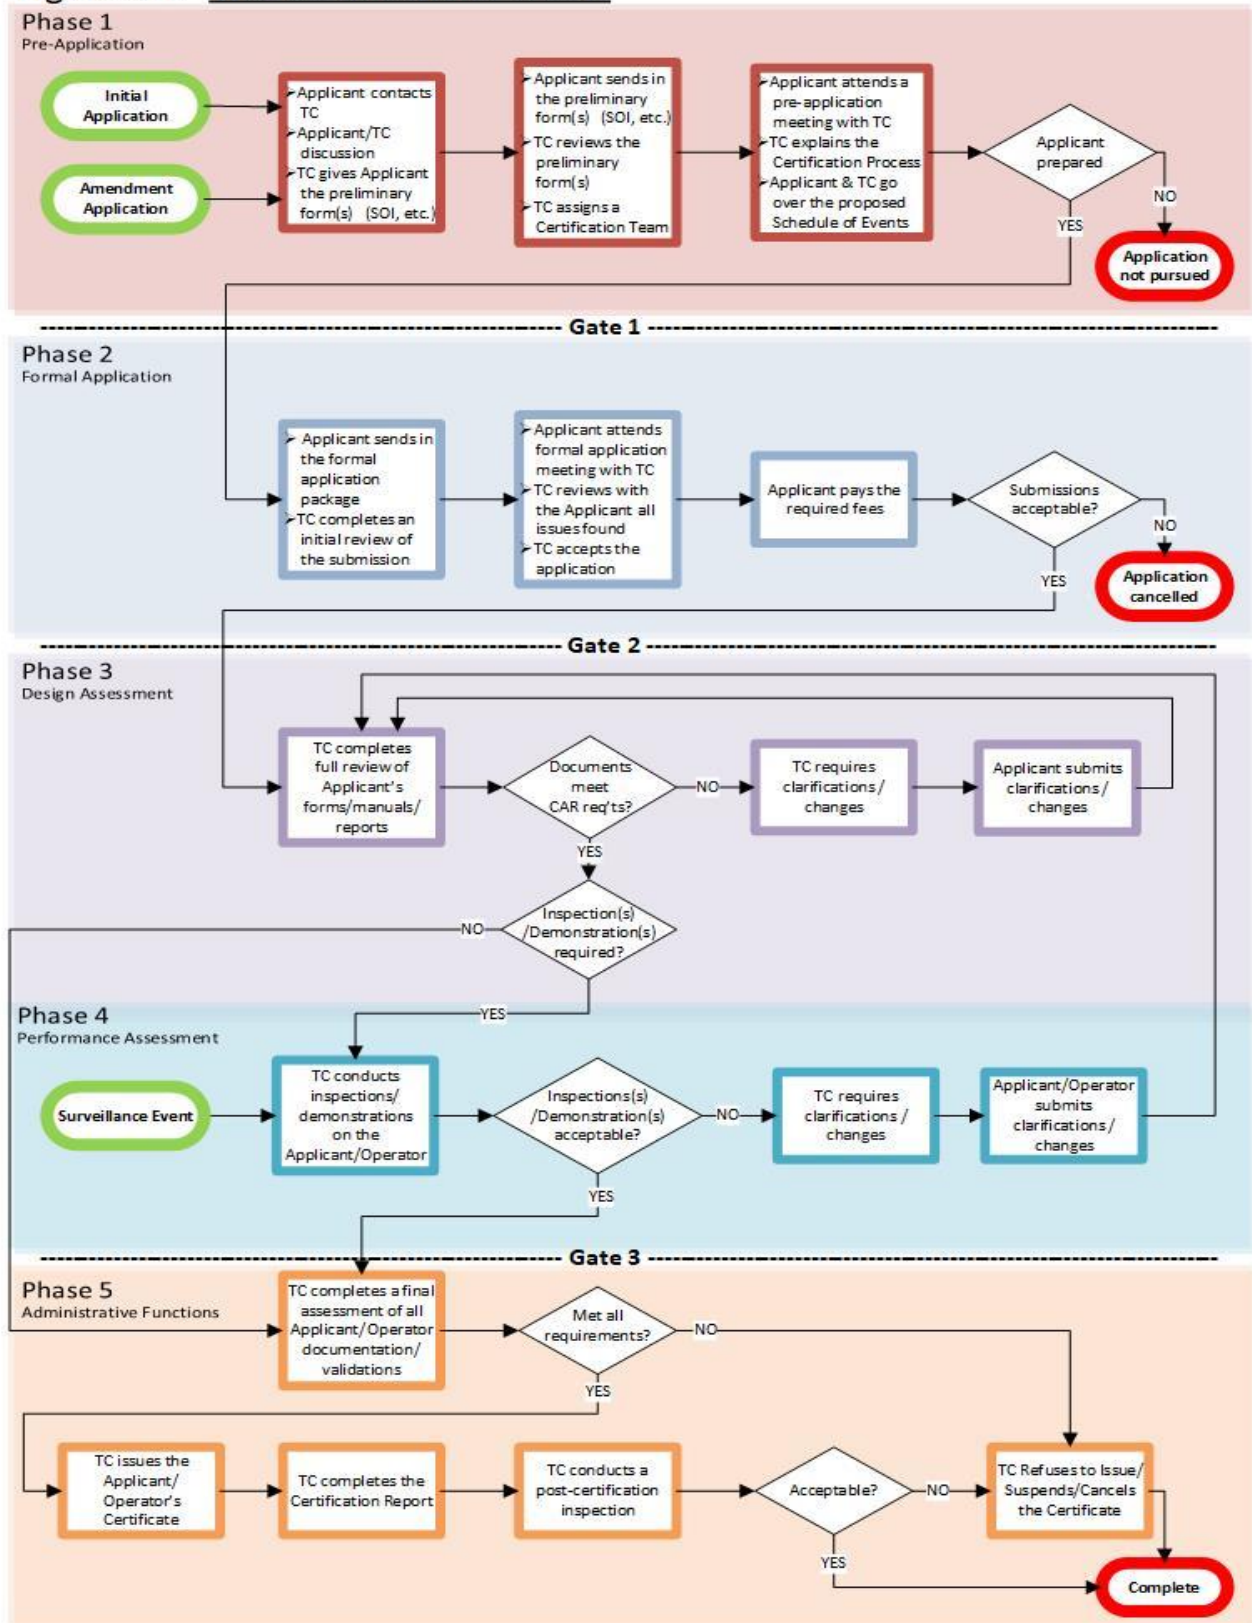 Phase 1
Pre-Application
Initial
Application
Amendment
Application
➢Applicant contacts
TC
➢Applicant/TC
discussion
➢TC gives Applicant
the preliminary
form(s) (SOI, etc.)
➢Applicant sends in
the preliminary
form(s) (SOI, etc.)
➢TC reviews the
preliminary
form(s)
➢TC assigns a
Certification Team
➢Applicant attends a
pre-application
meeting with TC
➢TC explains the
Certification Process
➢Applicant & TC go
over the proposed
Schedule of Events
Applicant
prepared
NO
YES
Application
not pursued
Gate 1
Phase 2
Formal Application
➢Applicant sends in
the formal
application
package
➢TC completes an
initial review of
the submission
➢Applicant attends
formal application
meeting with TC
➢TC reviews with
the Applicant all
issues found
➢TC accepts the
application
Applicant pays the
required fees
Submissions
acceptable?
NO
YES
Application
cancelled
Gate 2
Phase 3
Design Assessment
TC completes
full review of
Applicant's
forms/manuals/
reports
Documents
meet
CAR req'ts?
NO
TC requires
clarifications /
changes
Applicant submits
clarifications /
changes
YES
Inspection(s)
/Demonstration(s)
required?
NO
YES
Phase 4
Performance Assessment
Surveillance Event
TC conducts
inspections/
demonstrations
on the
Applicant/Operator
Inspections(s)
/Demonstration(s)
acceptable?
NO
TC requires
clarifications /
changes
Applicant/Operator
submits
clarifications /
changes
YES
Gate 3
Phase 5
Administrative Functions
TC completes a final
assessment of all
Applicant/Operator
documentation/
validations
Met all
requirements?
NO
YES
TC issues the
Applicant/
Operator's
Certificate
TC completes the
Certification Report
TC conducts a
post-certification
inspection
Acceptable?
NO
TC Refuses to Issue/
Suspends/Cancels
the Certificate
YES
Complete